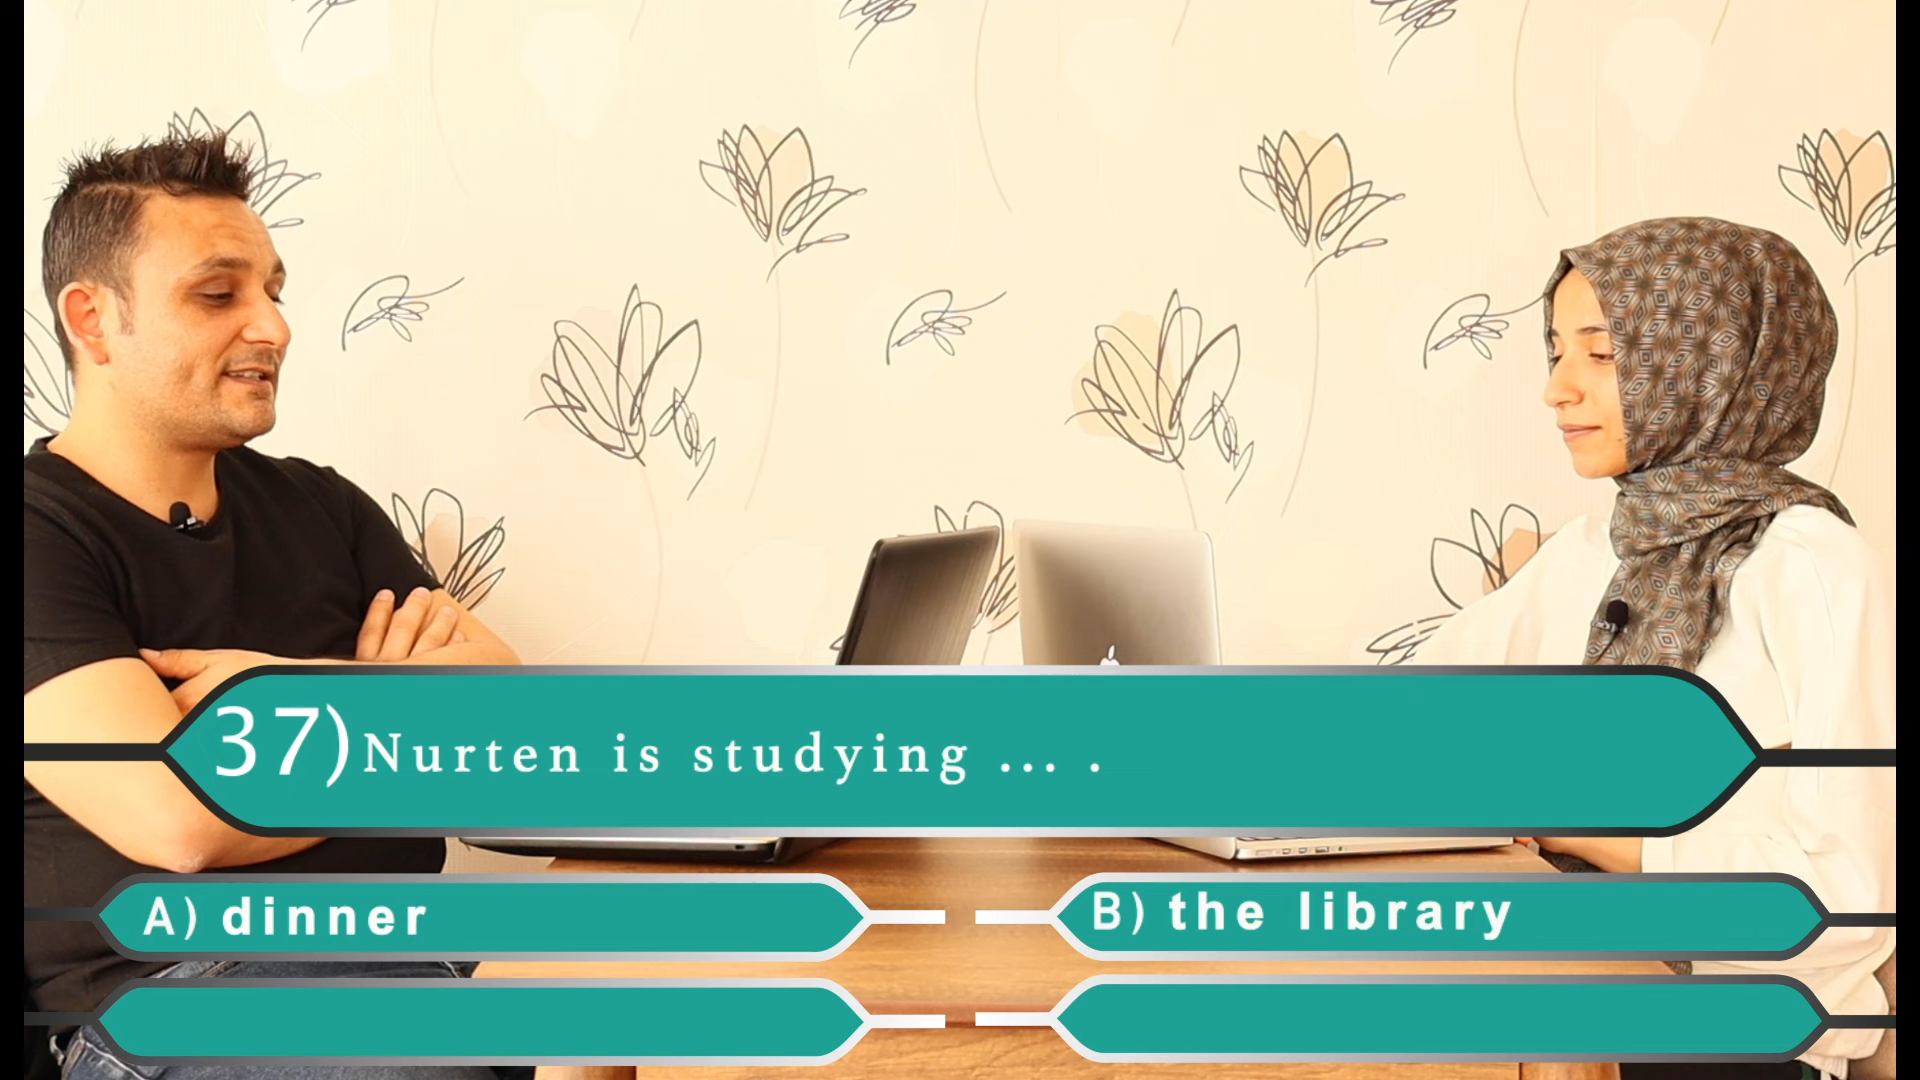 37) Nurten is studying ... .
A) dinner
B) the library